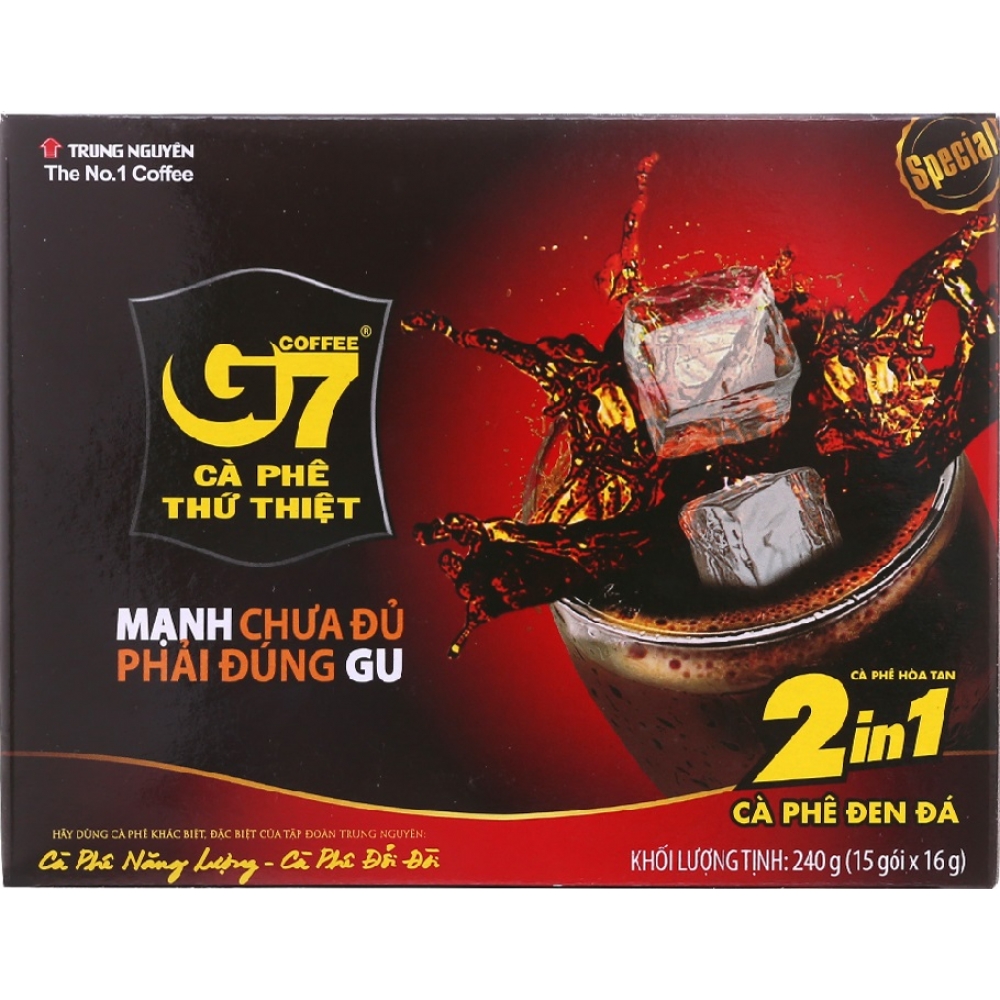 TRUNG NGUYÊN
The No.1 Coffee
Special
COFFEE ®
G7
CÀ PHÊ
THỨ THIỆT
MẠNH CHƯA ĐỦ
PHẢI ĐÚNG GU
CÀ PHÊ HÒA TAN
2in1
CÀ PHÊ ĐEN ĐÁ
HÃY DÙNG CÀ PHÊ KHÁC BIỆT, ĐẶC BIỆT CỦA TẬP ĐOÀN TRUNG NGUYÊN:
Cà Phê Năng Lượng - Cà Phê Đổi Đời
KHỐI LƯỢNG TỊNH: 240 g (15 gói x 16 g)